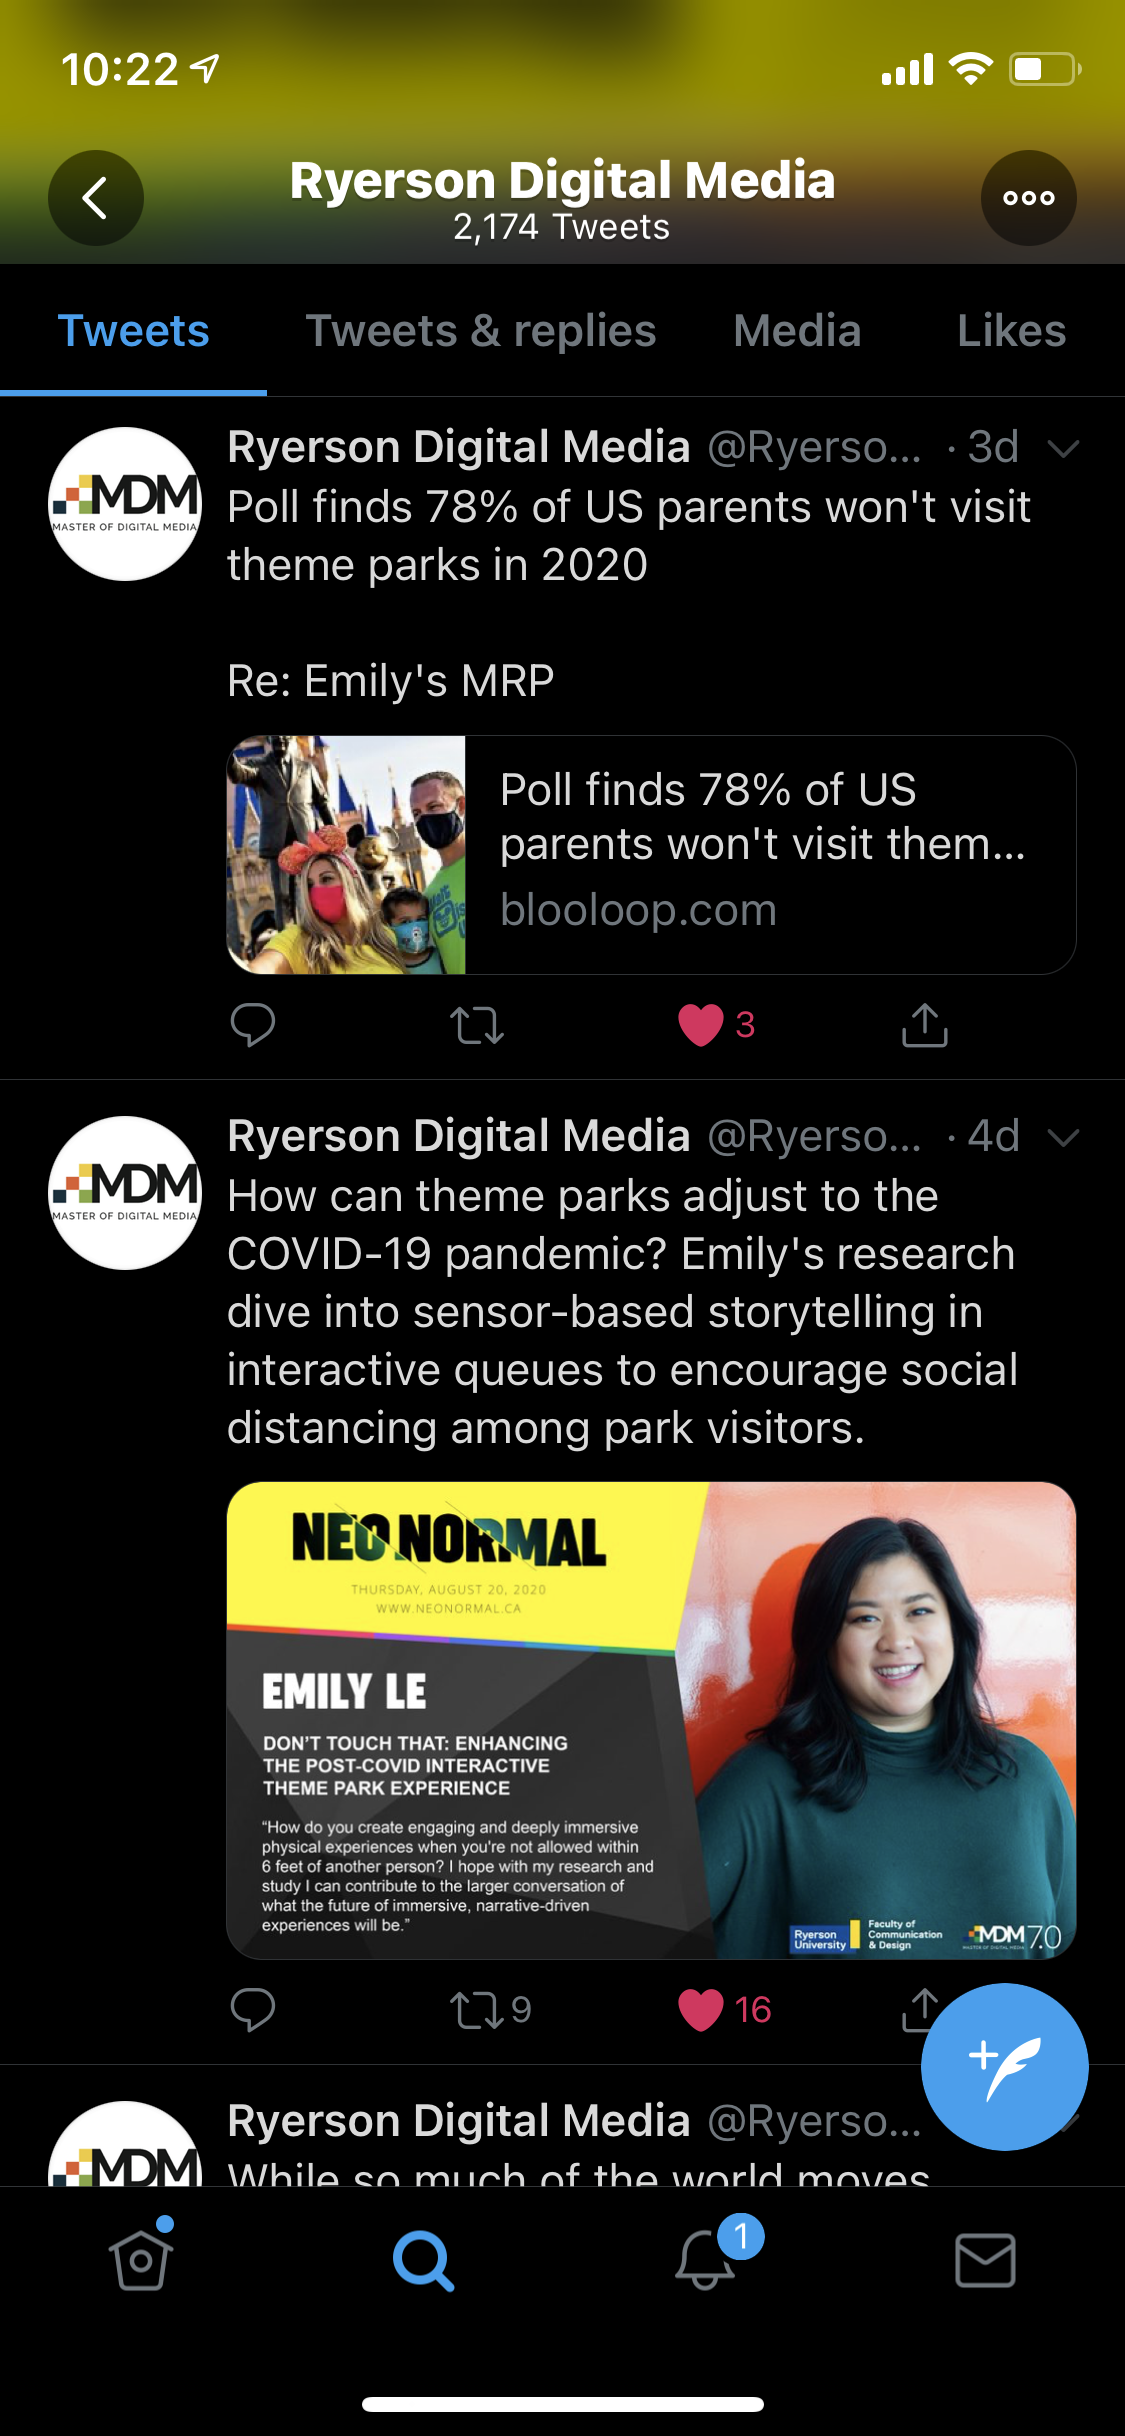 10:22
Ryerson Digital Media
2,174 Tweets
Tweets Tweets & replies Media Likes
Ryerson Digital Media @Ryerso... · 3d
MDM
MASTER OF DIGITAL MEDIA
Poll finds 78% of US parents won't visit
theme parks in 2020
Re: Emily's MRP
Poll finds 78% of US
parents won't visit them...
blooloop.com
3
Ryerson Digital Media @Ryerso... · 4d
MDM
MASTER OF DIGITAL MEDIA
How can theme parks adjust to the
COVID-19 pandemic? Emily's research
dive into sensor-based storytelling in
interactive queues to encourage social
distancing among park visitors.
NEO NORMAL
THURSDAY, AUGUST 20, 2020
WWW.NEONORMAL.CA
EMILY LE
DON'T TOUCH THAT: ENHANCING
THE POST-COVID INTERACTIVE
THEME PARK EXPERIENCE
"How do you create engaging and deeply immersive
physical experiences when you're not allowed within
6 feet of another person? I hope with my research and
study I can contribute to the larger conversation of
what the future of immersive, narrative-driven
experiences will be."
Ryerson
University
Faculty of
Communication
& Design
MDM 7.0
MASTER OF DIGITAL MEDIA
9 16
Ryerson Digital Media @Ryerso...
MDM
While so much of the world moves
1